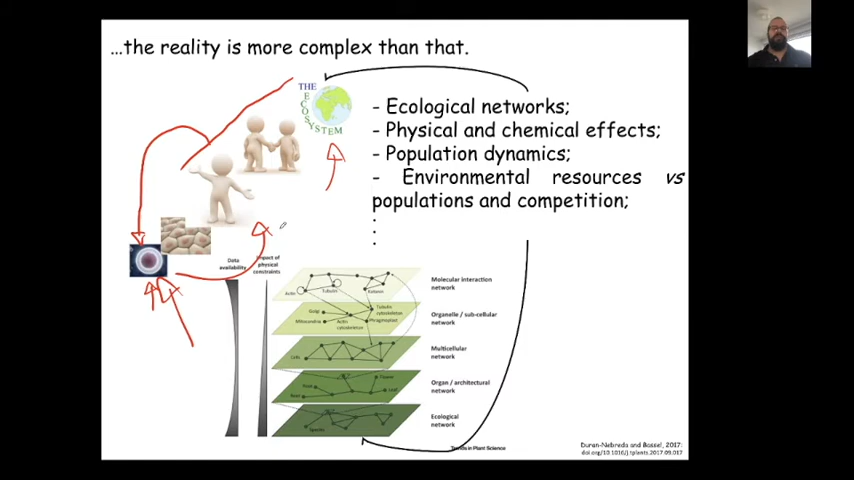 ...the reality is more complex than that.
THE
ECOSYSTEM
- Ecological networks;
- Physical and chemical effects;
- Population dynamics;
- Environmental resources vs
populations and competition;
Data
availability
Impact of
physical
constraints
Actin
Tubulin
Katanin
Molecular interaction
network
Golgi
Mitochondria
Actin
cytoskeleton
Tubulin
cytoskeleton
Phragmoplast
Organelle / sub-cellular
network
Cells
Multicellular
network
Root
Flower
Leaf
Organ / architectural
network
Species
Ecological
network
Trends in Plant Science
Duran-Nebreda and Bassel, 2017:
doi.org/10.1016/j.tplants.2017.09.017